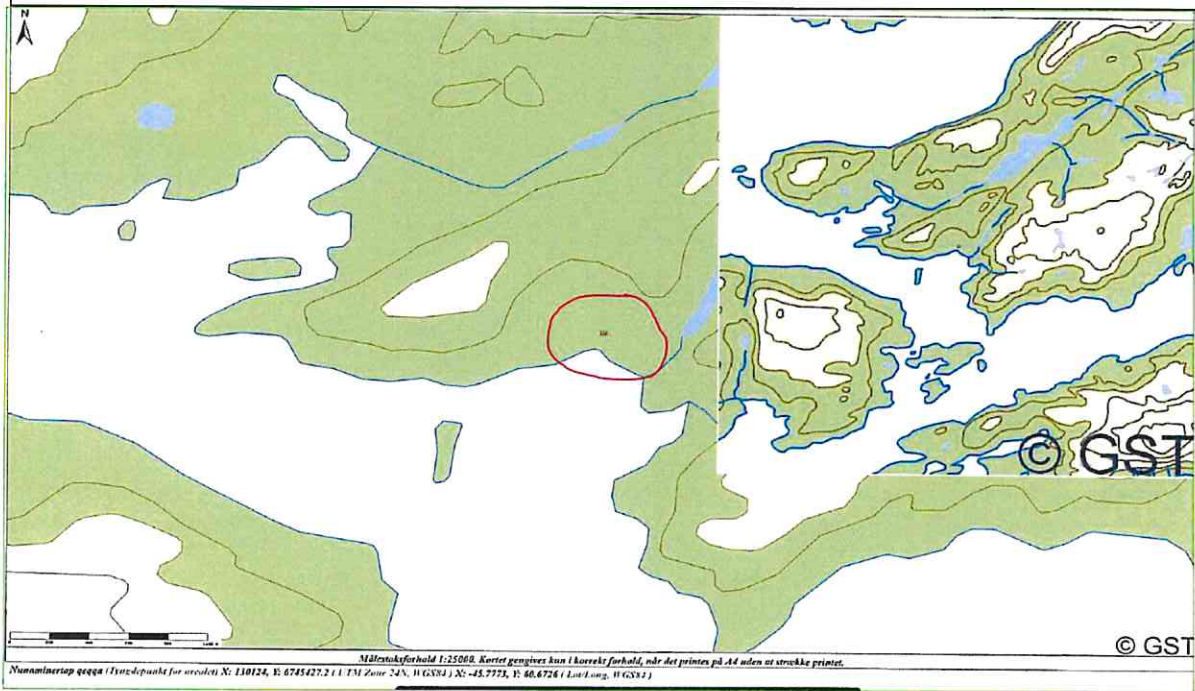 N
© GST
© GST
Målestoksforhold 1:25000. Kortet gengives kun i korrekt forhold, når det printes på A4 uden at strække printet.
Nunaminertap qeqqa (Tyngdepunkt for arealet) X: 130124, Y: 6745427.2 ( UTM Zone 24N, WGS84 ) X: -45.7773, Y: 60.6726 ( Lat/Long, WGS84 )